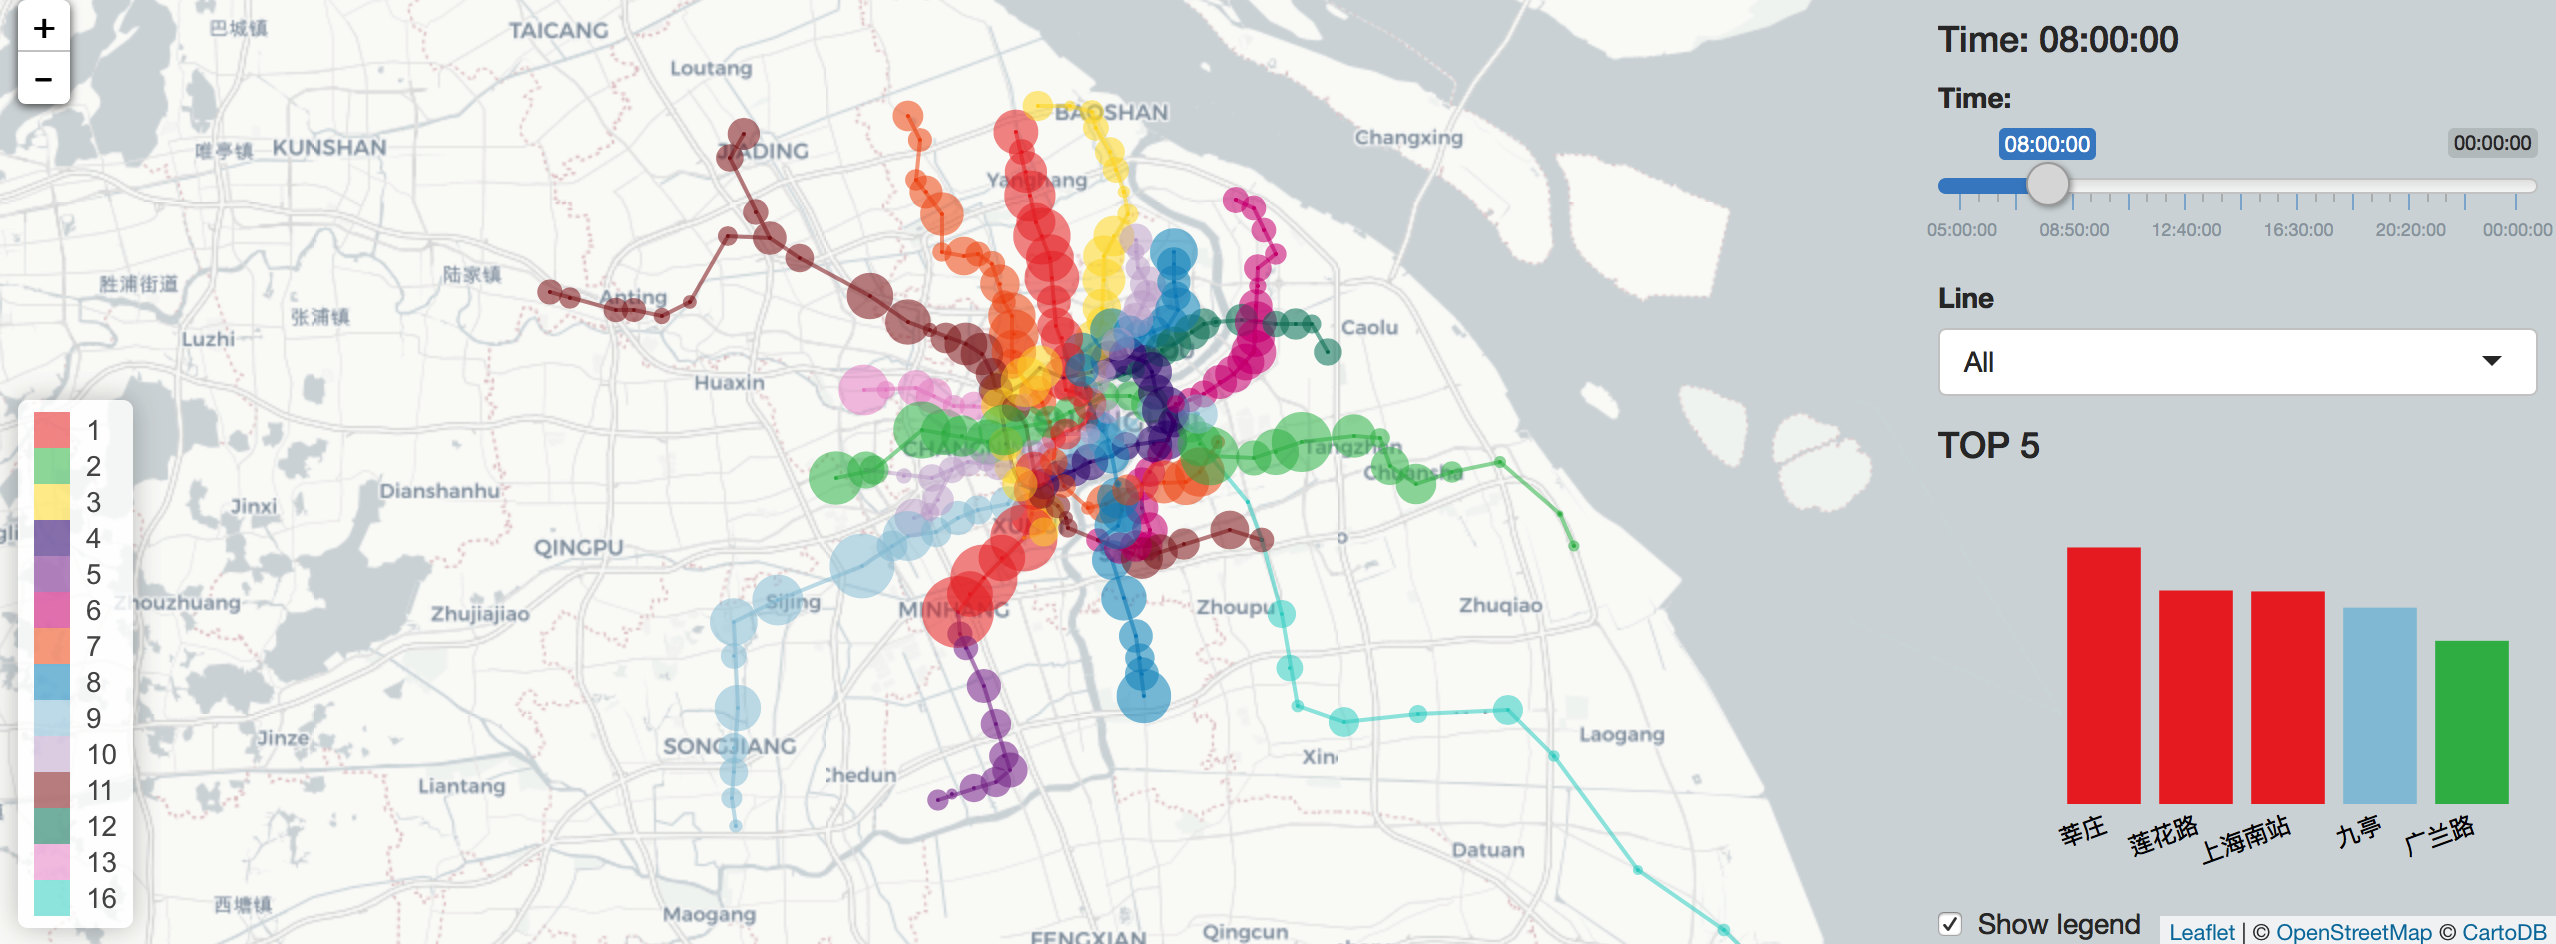 +
−
巴城镇
TAICANG
Loutang
BAOSHAN
Changxing
唯亭镇
KUNSHAN
JIADING
Yanghang
陆家镇
胜浦街道
张浦镇
Anting
Luzhi
Caolu
Huaxin
Tangzhen
Chuansha
Dianshanhu
Jinxi
QINGPU
Zhujiajiao
Sijing
MINHANG
Zhoupu
Zhuqiao
SONGJIANG
Jinze
Laogang
Liantang
Datuan
西塘镇
Maogang
FENGXIAN
Qingcun
1
2
3
4
5
6
7
8
9
10
11
12
13
16
Time: 08:00:00
Time:
08:00:00
00:00:00
05:00:00 08:50:00 12:40:00 16:30:00 20:20:00 00:00:00
Line
All
TOP 5
莘庄 莲花路 上海南站 九亭 广兰路
Show legend
Leaflet | © OpenStreetMap © CartoDB